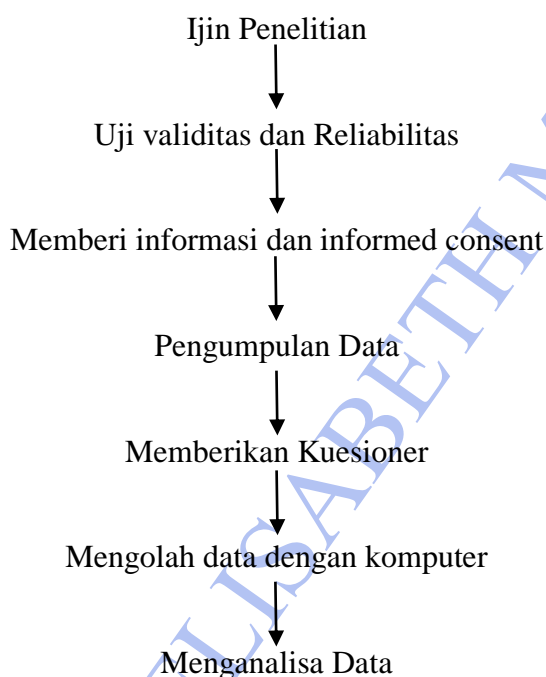 Ijin Penelitian
Uji validitas dan Reliabilitas
Memberi informasi dan informed consent
Pengumpulan Data
Memberikan Kuesioner
Mengolah data dengan komputer
Menganalisa Data
ELISABETH M